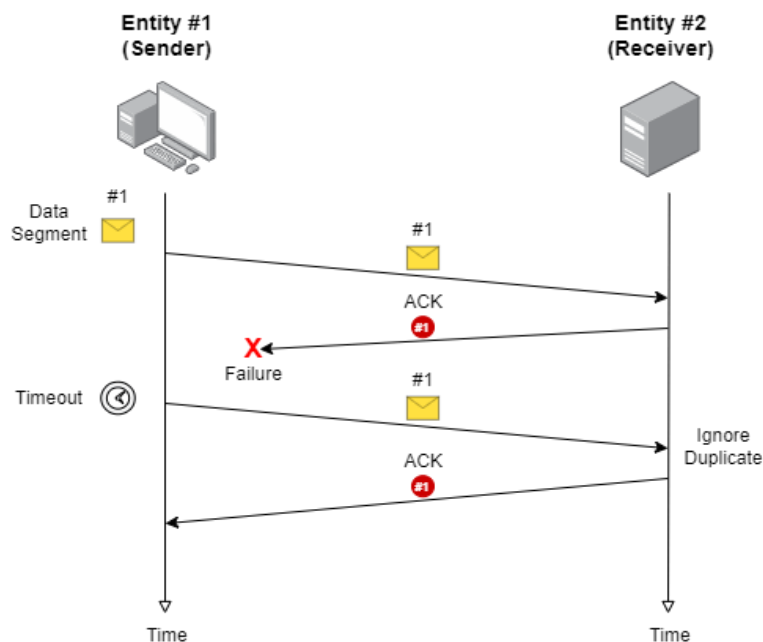 Entity #1
(Sender)
Entity #2
(Receiver)
#1
Data
Segment
#1
ACK
#1
Failure
#1
Timeout
Ignore
Duplicate
ACK
#1
Time
Time